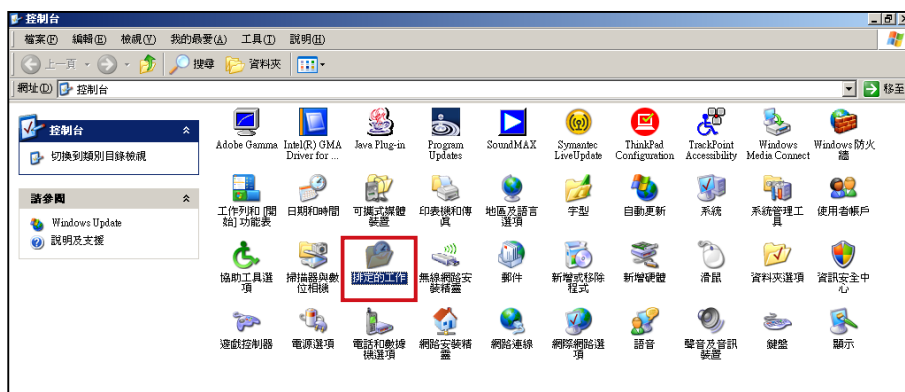 控制台
檔案(F) 編輯(E) 檢視(V) 我的最愛(A) 工具(T) 說明(H)
上一頁 搜尋 資料夾
網址(D) 控制台 移至
控制台
切換到類別目錄檢視
請參閱
Windows Update
說明及支援
Adobe Gamma
Intel(R) GMA
Driver for ...
Java Plug-in
Program
Updates
SoundMAX
Symantec
LiveUpdate
ThinkPad
Configuration
TrackPoint
Accessibility
Windows
Media Connect
Windows 防火
牆
工作列和 [開
始] 功能表
日期和時間
可攜式媒體
裝置
印表機和傳
真
地區及語言
選項
字型
自動更新
系統
系統管理工
具
使用者帳戶
協助工具選
項
掃描器與數
位相機
排定的工作
無線網路安
裝精靈
郵件
新增或移除
程式
新增硬體
滑鼠
資料夾選項
資訊安全中
心
遊戲控制器
電源選項
電話和數據
機選項
網路安裝精
靈
網路連線
網際網路選
項
語音
聲音及音訊
裝置
鍵盤
顯示